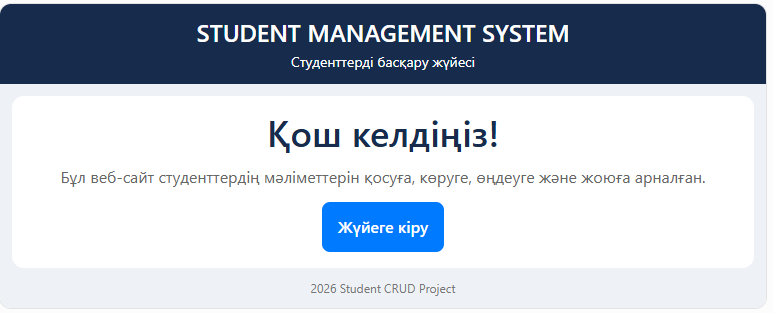 STUDENT MANAGEMENT SYSTEM
Студенттерді басқару жүйесі
Қош келдіңіз!
Бұл веб-сайт студенттердің мәліметтерін қосуға, көруге, өңдеуге және жоюға арналған.
Жүйеге кіру
2026 Student CRUD Project